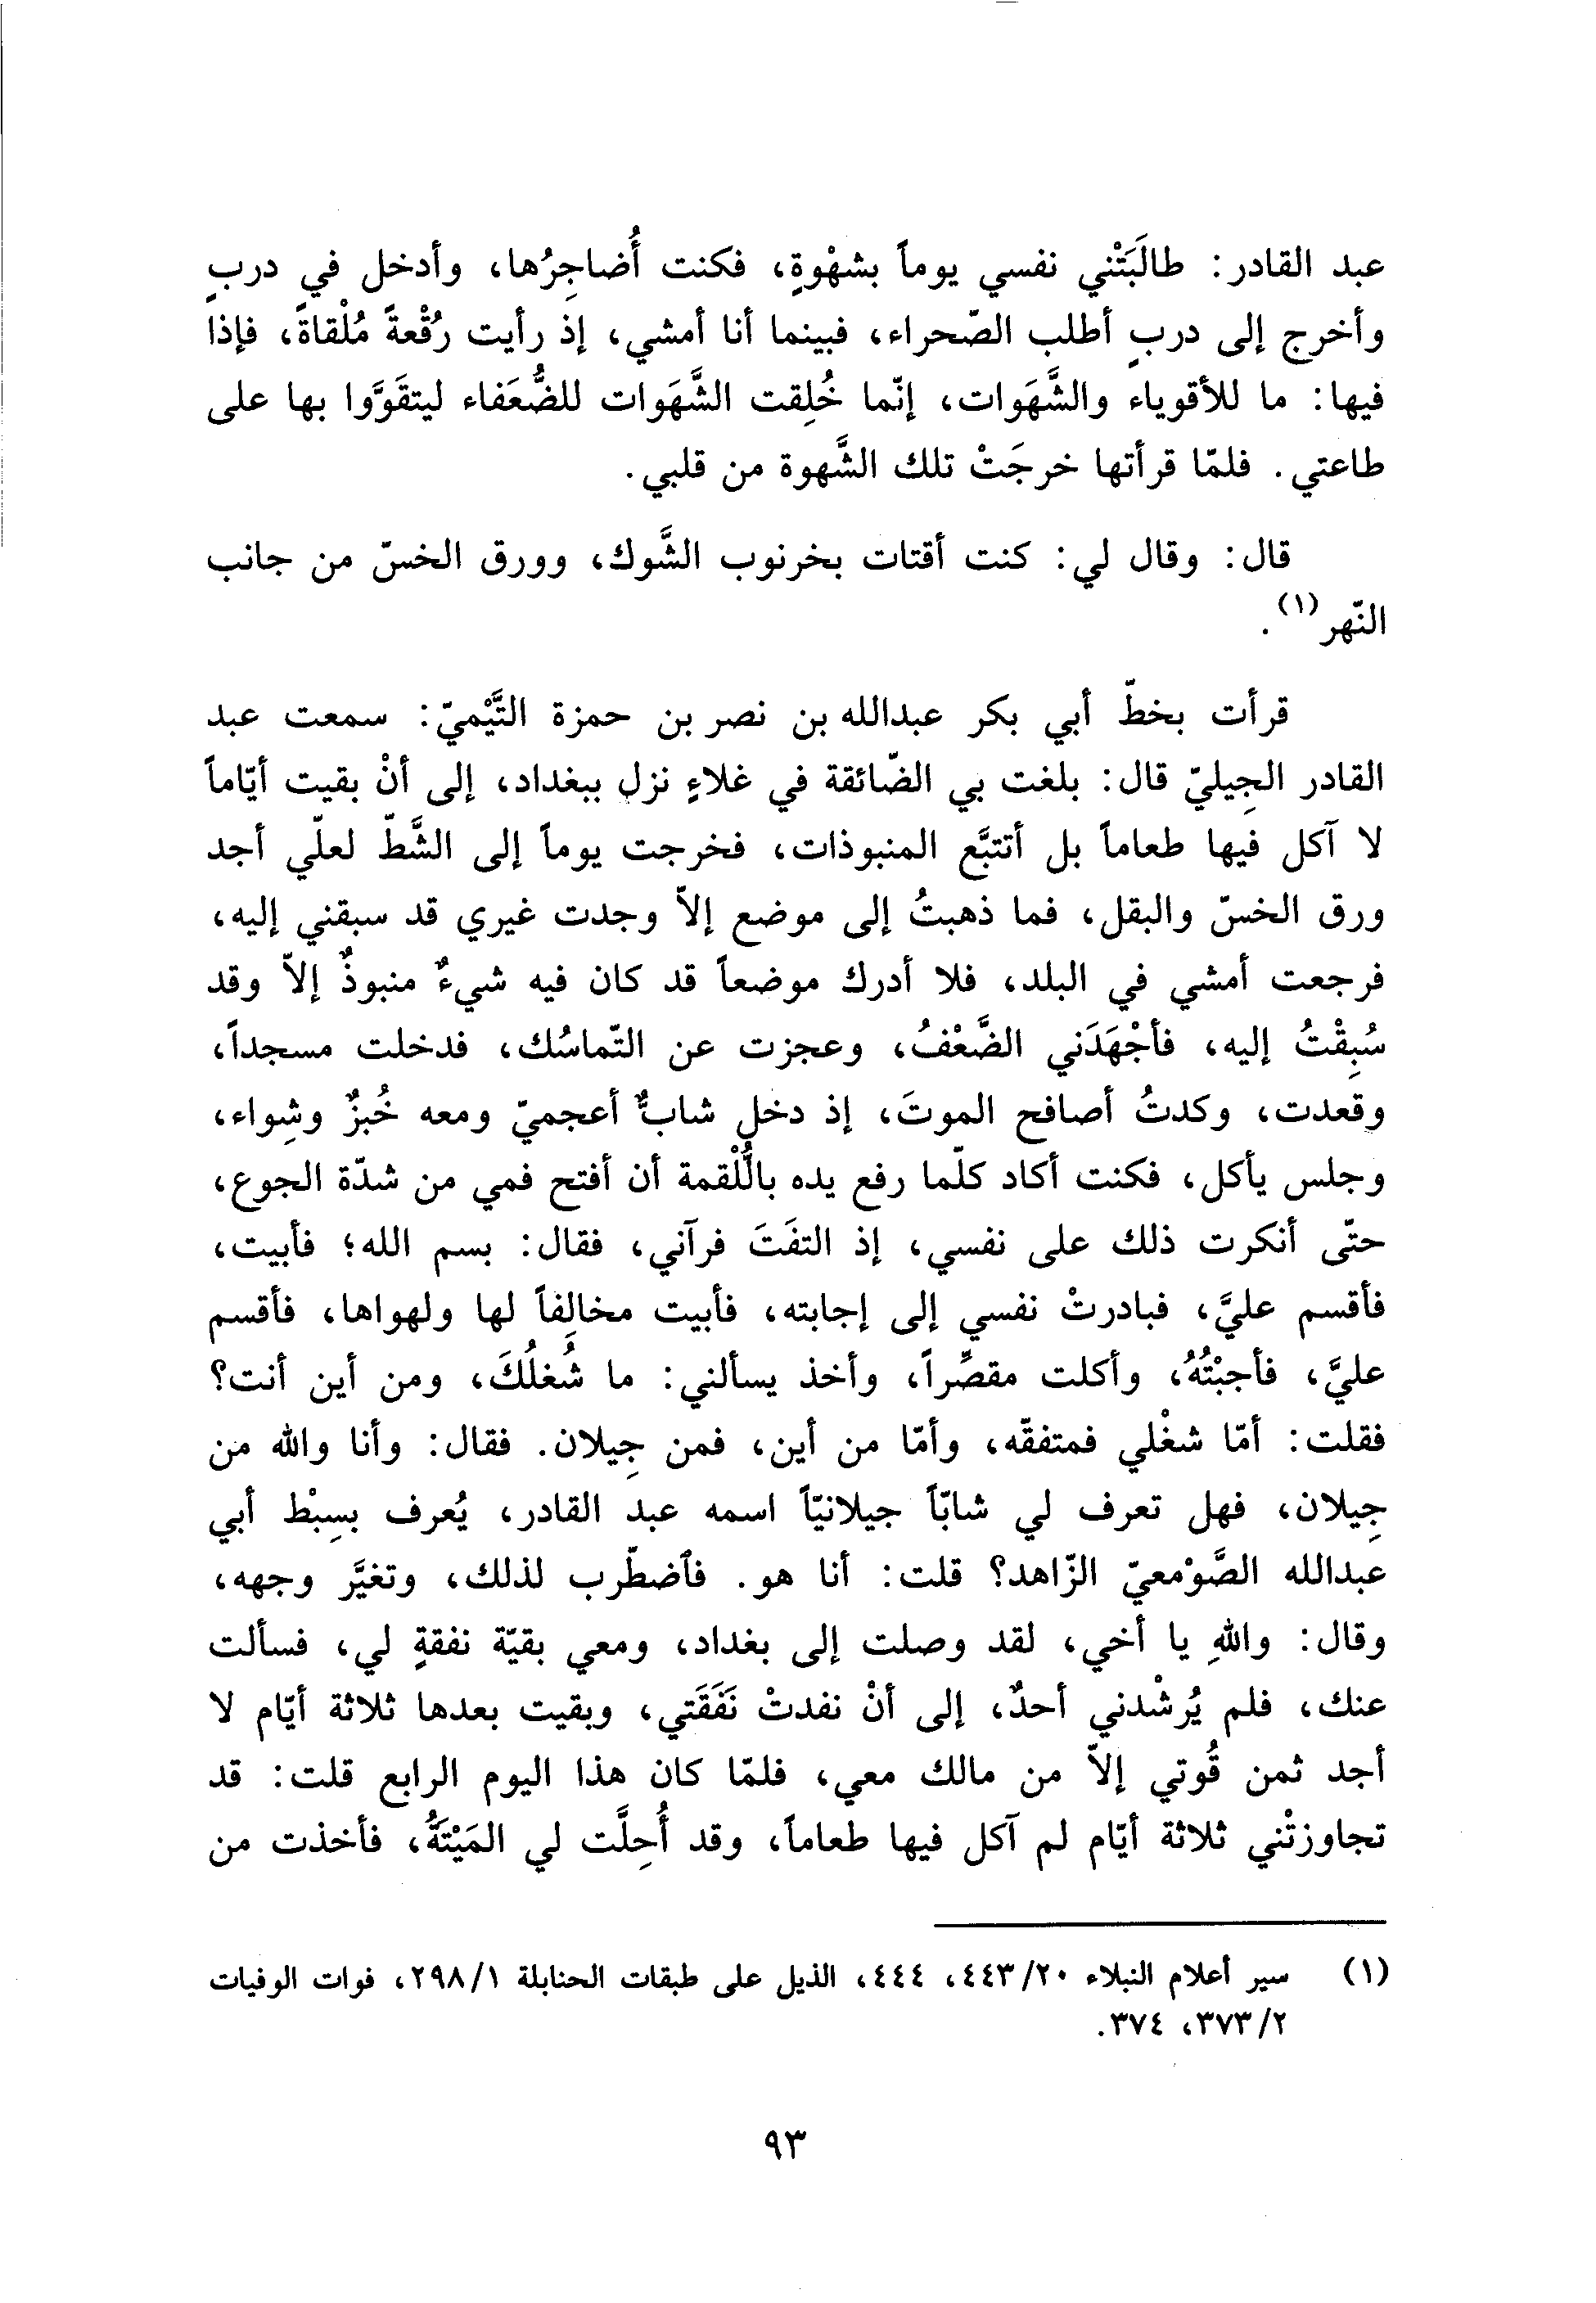 عبد القادر: طالَبَتْني نفسي يوماً بشهْوةٍ، فكنت أُضاجِرُها، وأدخل في دربٍ
وأخرج إلى دربٍ أطلب الصّحراء، فبينما أنا أمشي، إذ رأيت رُقْعةً مُلْقاةً، فإذا
فيها: ما للأقوياء والشَّهَوات، إنّما خُلِقت الشَّهَوات للضُّعَفاء ليتقَوَّوا بها على
طاعتي. فلمّا قرأتها خرجَتْ تلك الشَّهوة من قلبي.
قال: وقال لي: كنت أقتات بخرنوب الشَّوك، وورق الخسّ من جانب
النّهر(١).
قرأت بخطّ أبي بكر عبدالله بن نصر بن حمزة التَّيْميّ: سمعت عبد
القادر الجِيليّ قال: بلغت بي الضّائقة في غلاءٍ نزل ببغداد، إلى أنْ بقيت أيّاماً
لا آكل فيها طعاماً بل أتتبَّع المنبوذات، فخرجت يوماً إلى الشَّطّ لعلّي أجد
ورق الخسّ والبقل، فما ذهبتُ إلى موضع إلاّ وجدت غيري قد سبقني إليه،
فرجعت أمشي في البلد، فلا أدرك موضعاً قد كان فيه شيءٌ منبوذٌ إلاّ وقد
سُبِقْتُ إليه، فأجْهَدَني الضَّعْفُ، وعجزت عن التّماسُك، فدخلت مسجداً،
وقعدت، وكدتُ أصافح الموتَ، إذ دخل شابٌّ أعجميّ ومعه خُبزٌ وشِواء،
وجلس يأكل، فكنت أكاد كلّما رفع يده باللُّقْمة أن أفتح فمي من شدّة الجوع،
حتّى أنكرت ذلك على نفسي، إذ التفَتَ فرآني، فقال: بسم الله؛ فأبيت،
فأقسم عليَّ، فبادرتْ نفسي إلى إجابته، فأبيت مخالِفاً لها ولهواها، فأقسم
عليَّ، فأجبْتُهُ، وأكلت مقصِّراً، وأخذ يسألني: ما شُغلُكَ، ومن أين أنت؟
فقلت: أمّا شغْلي فمتفقّه، وأمّا من أين، فمن جِيلان. فقال: وأنا والله من
جِيلان، فهل تعرف لي شابّاً جيلانيّاً اسمه عبد القادر، يُعرف بسِبْط أبي
عبدالله الصَّوْمعيّ الزّاهد؟ قلت: أنا هو. فٱضطّرب لذلك، وتغيَّر وجهه،
وقال: واللهِ يا أخي، لقد وصلت إلى بغداد، ومعي بقيّة نفقةٍ لي، فسألت
عنك، فلم يُرشْدني أحدٌ، إلى أنْ نفدتْ نَفَقَتي، وبقيت بعدها ثلاثة أيّام لا
أجد ثمن قُوتي إلاّ من مالك معي، فلمّا كان هذا اليوم الرابع قلت: قد
تجاوزتْني ثلاثة أيّام لم آكل فيها طعاماً، وقد أُحِلَّت لي المَيْتَةُ، فأخذت من
(١) سير أعلام النبلاء ٤٤٣/٢٠، ٤٤٤، الذيل على طبقات الحنابلة ٢٩٨/١، فوات الوفيات
٣٧٣/٢، ٣٧٤.
٩٣